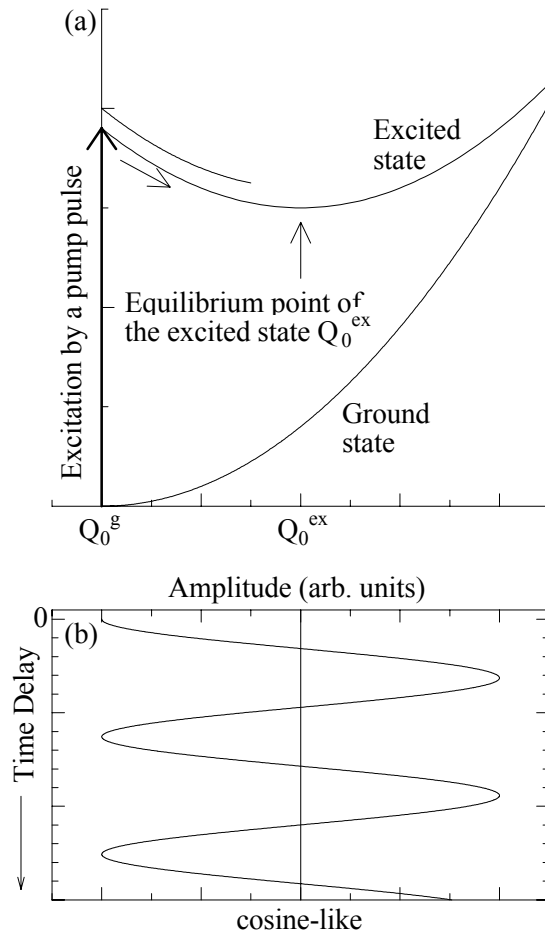 (a)
Excited
state
Excitation by a pump pulse
Equilibrium point of
the excited state Q₀ᵉˣ
Ground
state
Q₀ᵍ
Q₀ᵉˣ
Amplitude (arb. units)
0
(b)
Time Delay
cosine-like